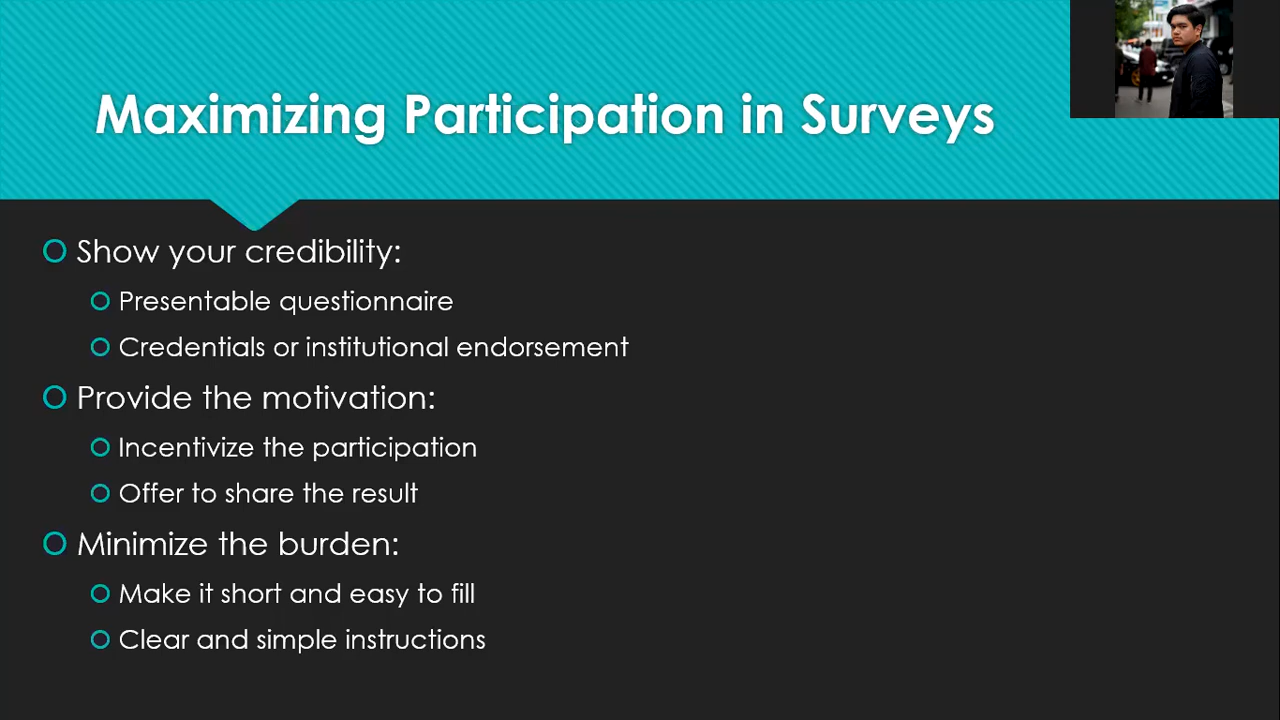 Maximizing Participation in Surveys
Show your credibility:
Presentable questionnaire
Credentials or institutional endorsement
Provide the motivation:
Incentivize the participation
Offer to share the result
Minimize the burden:
Make it short and easy to fill
Clear and simple instructions